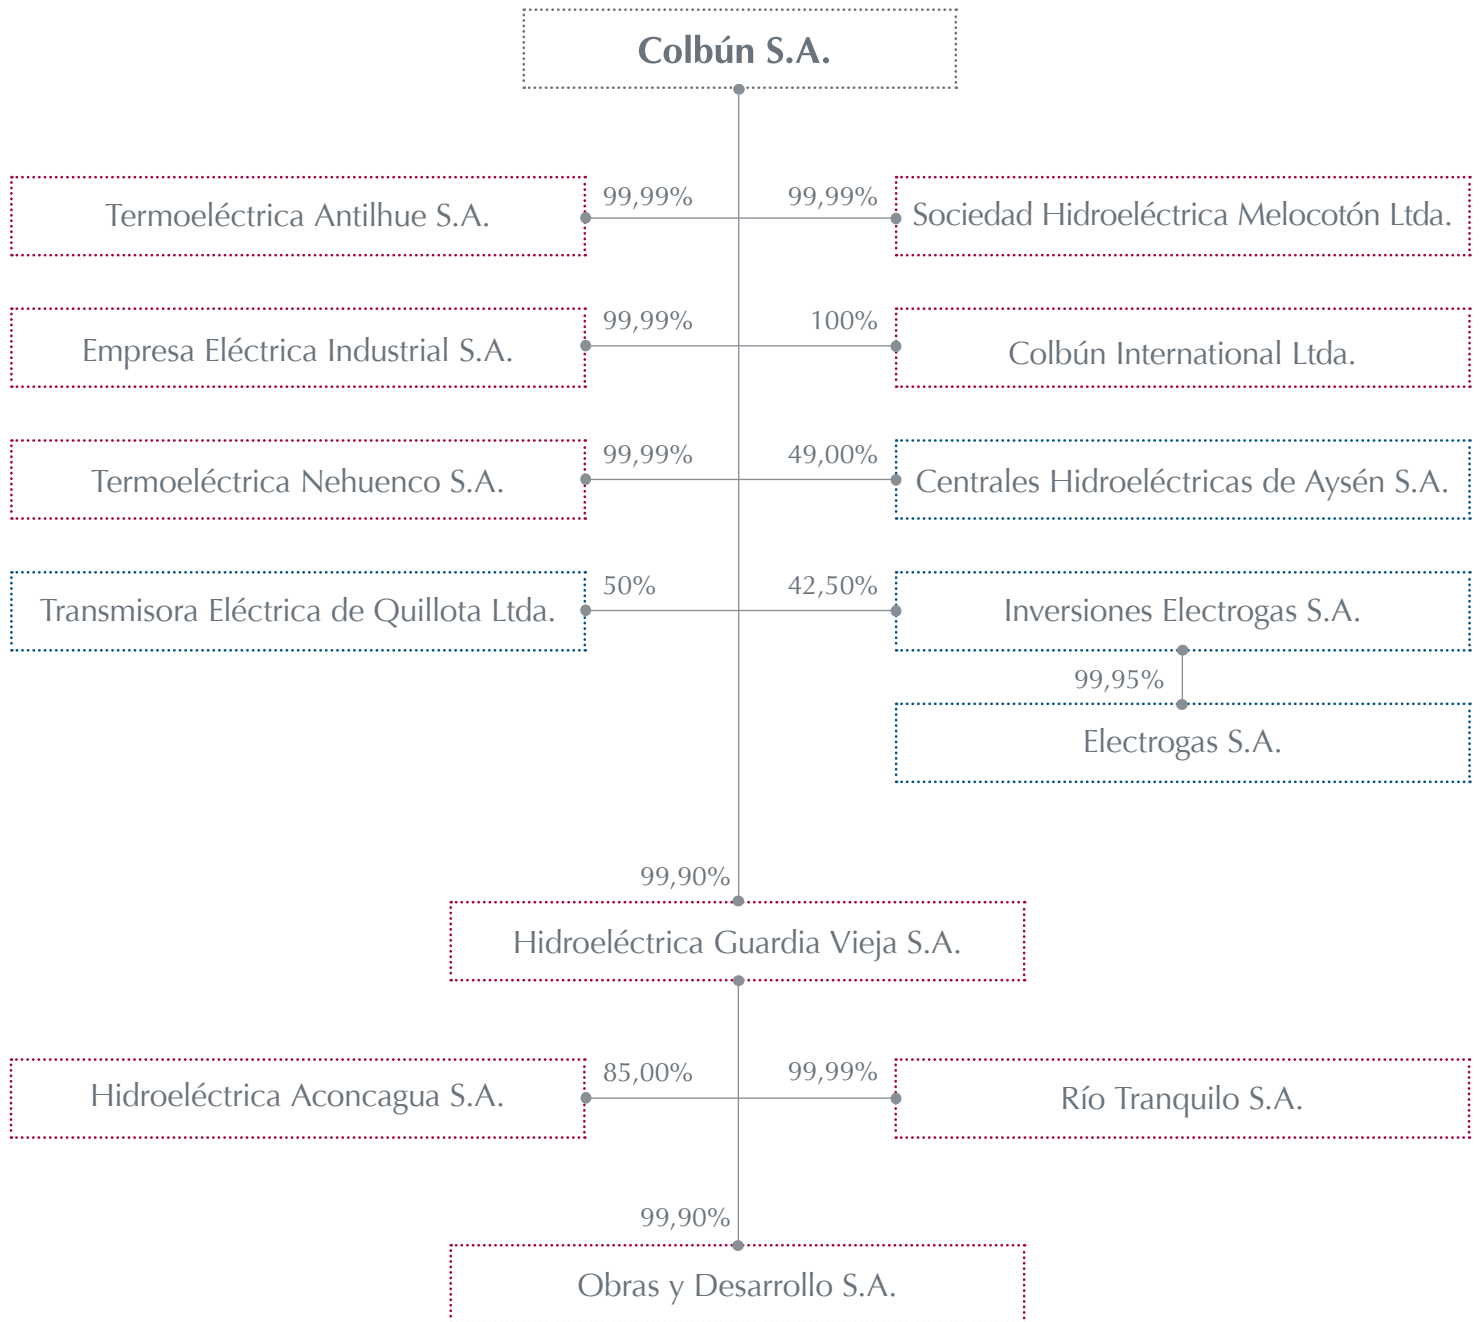 Colbún S.A.
99,99%
99,99%
Termoeléctrica Antilhue S.A.
Sociedad Hidroeléctrica Melocotón Ltda.
99,99%
100%
Empresa Eléctrica Industrial S.A.
Colbún International Ltda.
99,99%
49,00%
Termoeléctrica Nehuenco S.A.
Centrales Hidroeléctricas de Aysén S.A.
50%
42,50%
Transmisora Eléctrica de Quillota Ltda.
Inversiones Electrogas S.A.
99,95%
Electrogas S.A.
99,90%
Hidroeléctrica Guardia Vieja S.A.
85,00%
99,99%
Hidroeléctrica Aconcagua S.A.
Río Tranquilo S.A.
99,90%
Obras y Desarrollo S.A.